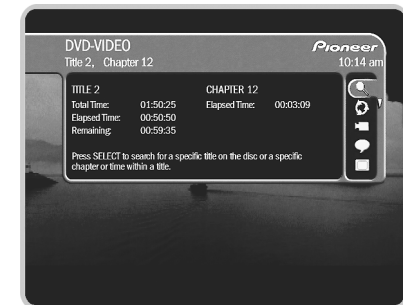 DVD-VIDEO
Pioneer
Title 2, Chapter 12
10:14 am
TITLE 2
CHAPTER 12
Total Time: 01:50:25
Elapsed Time: 00:03:09
Elapsed Time: 00:50:50
Remaining: 00:59:35
Press SELECT to search for a specific title on the disc or a specific
chapter or time within a title.